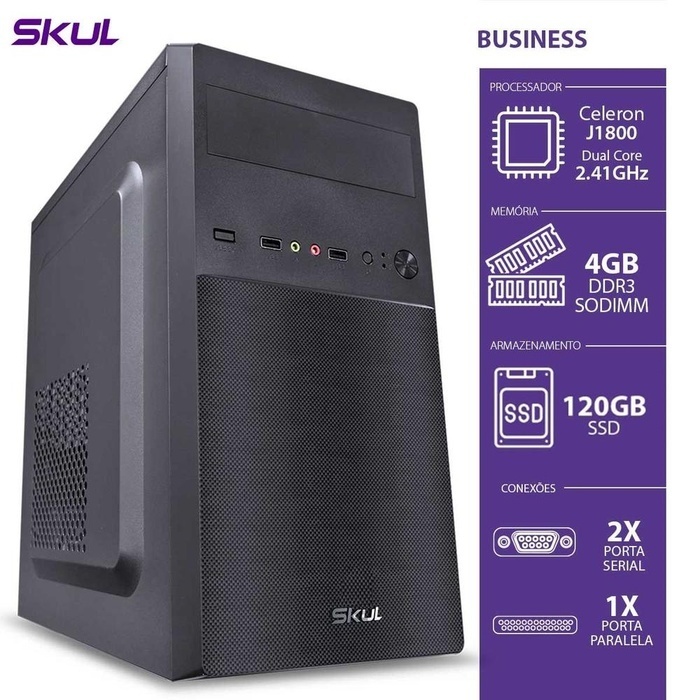 SKUL
BUSINESS
PROCESSADOR
Celeron
J1800
Dual Core
2.41GHz
MEMÓRIA
4GB
DDR3
SODIMM
ARMAZENAMENTO
SSD
120GB
SSD
CONEXÕES
2X
PORTA
SERIAL
1X
PORTA
PARALELA
SKUL